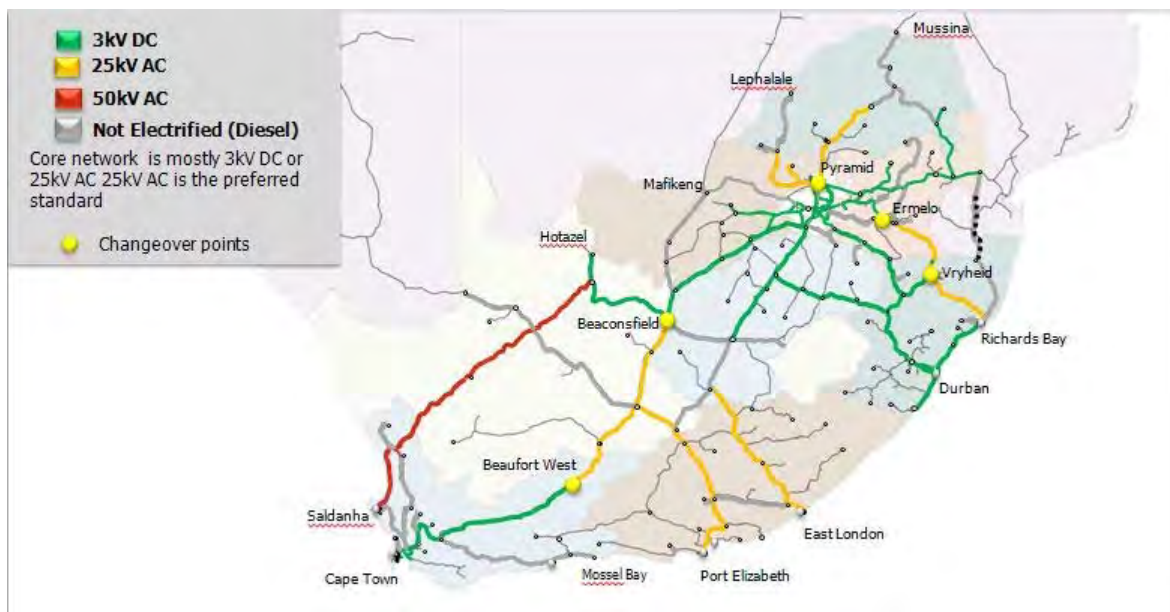 3kV DC
25kV AC
50kV AC
Not Electrified (Diesel)
Core network is mostly 3kV DC or
25kV AC 25kV AC is the preferred
standard
Changeover points
Mussina
Lephalale
Pyramid
Mafikeng
Ermelo
Hotazel
Vryheid
Beaconsfield
Richards Bay
Durban
Beaufort West
Saldanha
East London
Cape Town
Mossel Bay
Port Elizabeth